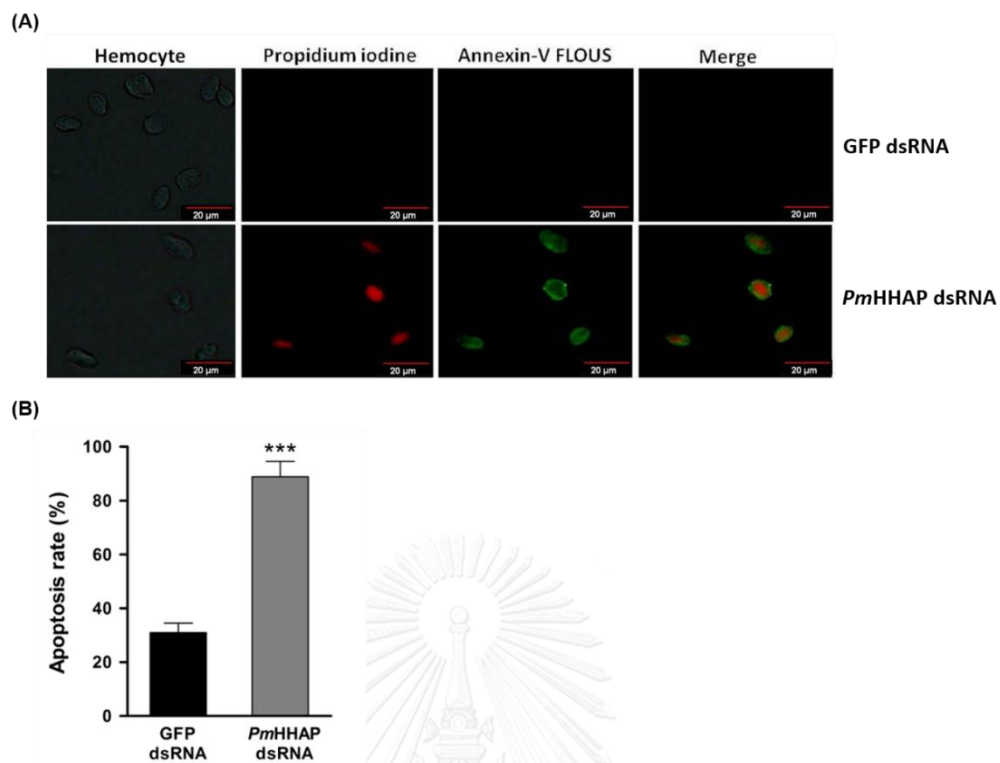 (A)
Hemocyte Propidium iodine Annexin-V FLOUS Merge
GFP dsRNA
20 µm 20 µm 20 µm 20 µm
PmHHAP dsRNA
20 µm 20 µm 20 µm 20 µm
(B)
100
***
80
60
40
20
0
Apoptosis rate (%)
GFP dsRNA
PmHHAP dsRNA